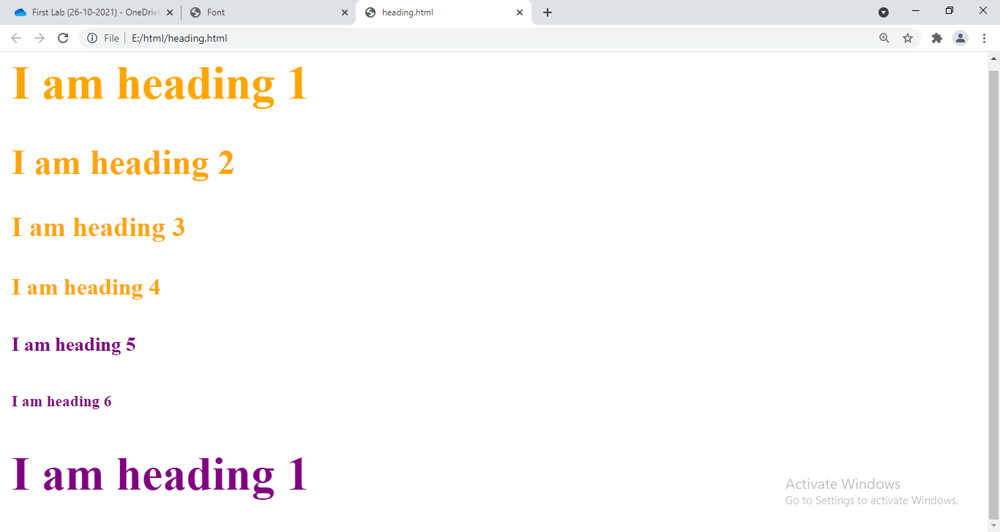 First Lab (26-10-2021) - OneDrive
Font
heading.html
File
E:/html/heading.html
I am heading 1
I am heading 2
I am heading 3
I am heading 4
I am heading 5
I am heading 6
I am heading 1
Activate Windows
Go to Settings to activate Windows.